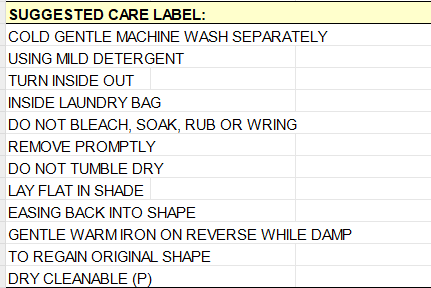 SUGGESTED CARE LABEL:
COLD GENTLE MACHINE WASH SEPARATELY
USING MILD DETERGENT
TURN INSIDE OUT
INSIDE LAUNDRY BAG
DO NOT BLEACH, SOAK, RUB OR WRING
REMOVE PROMPTLY
DO NOT TUMBLE DRY
LAY FLAT IN SHADE
EASING BACK INTO SHAPE
GENTLE WARM IRON ON REVERSE WHILE DAMP
TO REGAIN ORIGINAL SHAPE
DRY CLEANABLE (P)